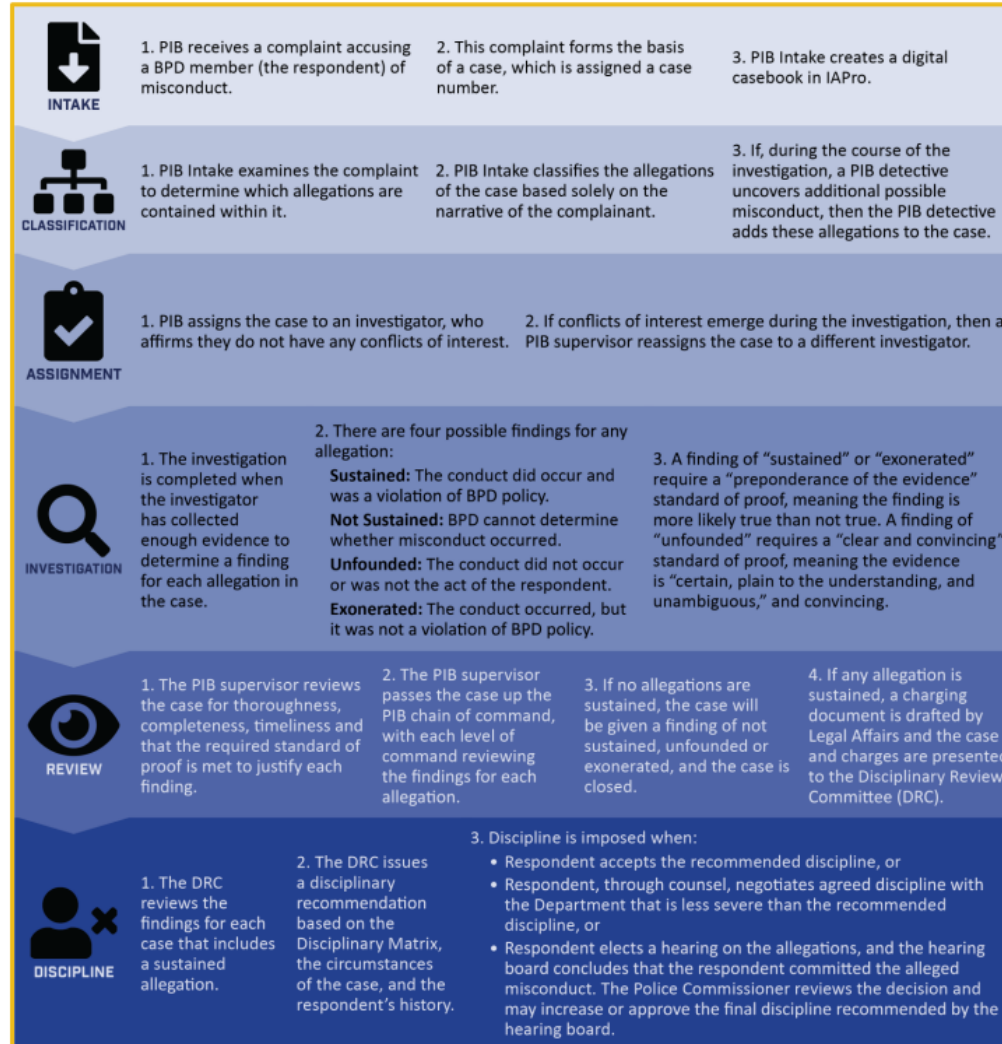 INTAKE
1. PIB receives a complaint accusing
a BPD member (the respondent) of
misconduct.
2. This complaint forms the basis
of a case, which is assigned a case
number.
3. PIB Intake creates a digital
casebook in IAPro.
CLASSIFICATION
1. PIB Intake examines the complaint
to determine which allegations are
contained within it.
2. PIB Intake classifies the allegations
of the case based solely on the
narrative of the complainant.
3. If, during the course of the
investigation, a PIB detective
uncovers additional possible
misconduct, then the PIB detective
adds these allegations to the case.
ASSIGNMENT
1. PIB assigns the case to an investigator, who
affirms they do not have any conflicts of interest.
2. If conflicts of interest emerge during the investigation, then a
PIB supervisor reassigns the case to a different investigator.
INVESTIGATION
1. The investigation
is completed when
the investigator
has collected
enough evidence to
determine a finding
for each allegation in
the case.
2. There are four possible findings for any
allegation:
Sustained: The conduct did occur and
was a violation of BPD policy.
Not Sustained: BPD cannot determine
whether misconduct occurred.
Unfounded: The conduct did not occur
or was not the act of the respondent.
Exonerated: The conduct occurred, but
it was not a violation of BPD policy.
3. A finding of “sustained” or “exonerated”
require a “preponderance of the evidence”
standard of proof, meaning the finding is
more likely true than not true. A finding of
“unfounded” requires a “clear and convincing”
standard of proof, meaning the evidence
is “certain, plain to the understanding, and
unambiguous,” and convincing.
REVIEW
1. The PIB supervisor reviews
the case for thoroughness,
completeness, timeliness and
that the required standard of
proof is met to justify each
finding.
2. The PIB supervisor
passes the case up the
PIB chain of command,
with each level of
command reviewing
the findings for each
allegation.
3. If no allegations are
sustained, the case will
be given a finding of not
sustained, unfounded or
exonerated, and the case is
closed.
4. If any allegation is
sustained, a charging
document is drafted by
Legal Affairs and the case
and charges are presented
to the Disciplinary Review
Committee (DRC).
DISCIPLINE
1. The DRC
reviews the
findings for each
case that includes
a sustained
allegation.
2. The DRC issues
a disciplinary
recommendation
based on the
Disciplinary Matrix,
the circumstances
of the case, and the
respondent’s history.
3. Discipline is imposed when:
• Respondent accepts the recommended discipline, or
• Respondent, through counsel, negotiates agreed discipline with
the Department that is less severe than the recommended
discipline, or
• Respondent elects a hearing on the allegations, and the hearing
board concludes that the respondent committed the alleged
misconduct. The Police Commissioner reviews the decision and
may increase or approve the final discipline recommended by the
hearing board.